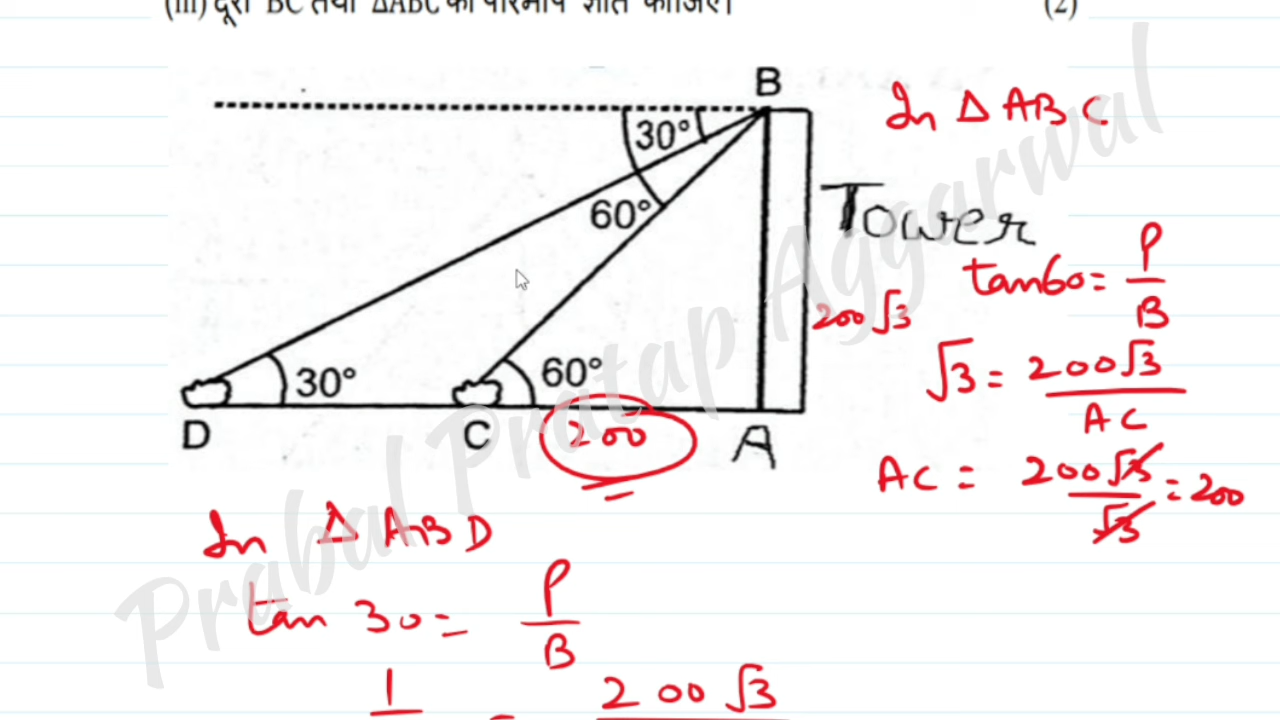 (iii) दूरी BC तथा ΔABC का परिमाप ज्ञात कीजिए। (2)
B
In Δ ABC
30°
60°
Tower
tan60 = P/B
200√3
30°
60°
√3 = 200√3/AC
D
C
200
A
AC = 200√3/√3 = 200
In Δ ABD
tan 30 = P/B
1
200√3
Prabal Pratap Aggarwal